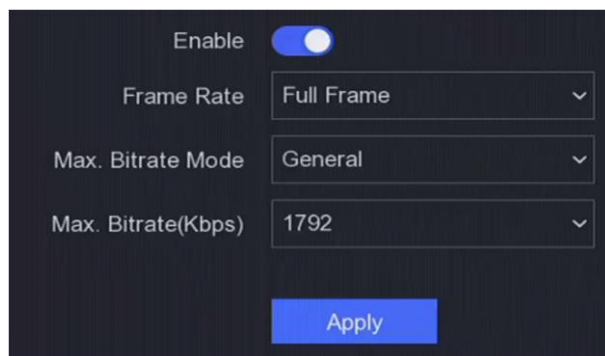 Enable
Frame Rate Full Frame
Max. Bitrate Mode General
Max. Bitrate(Kbps) 1792
Apply